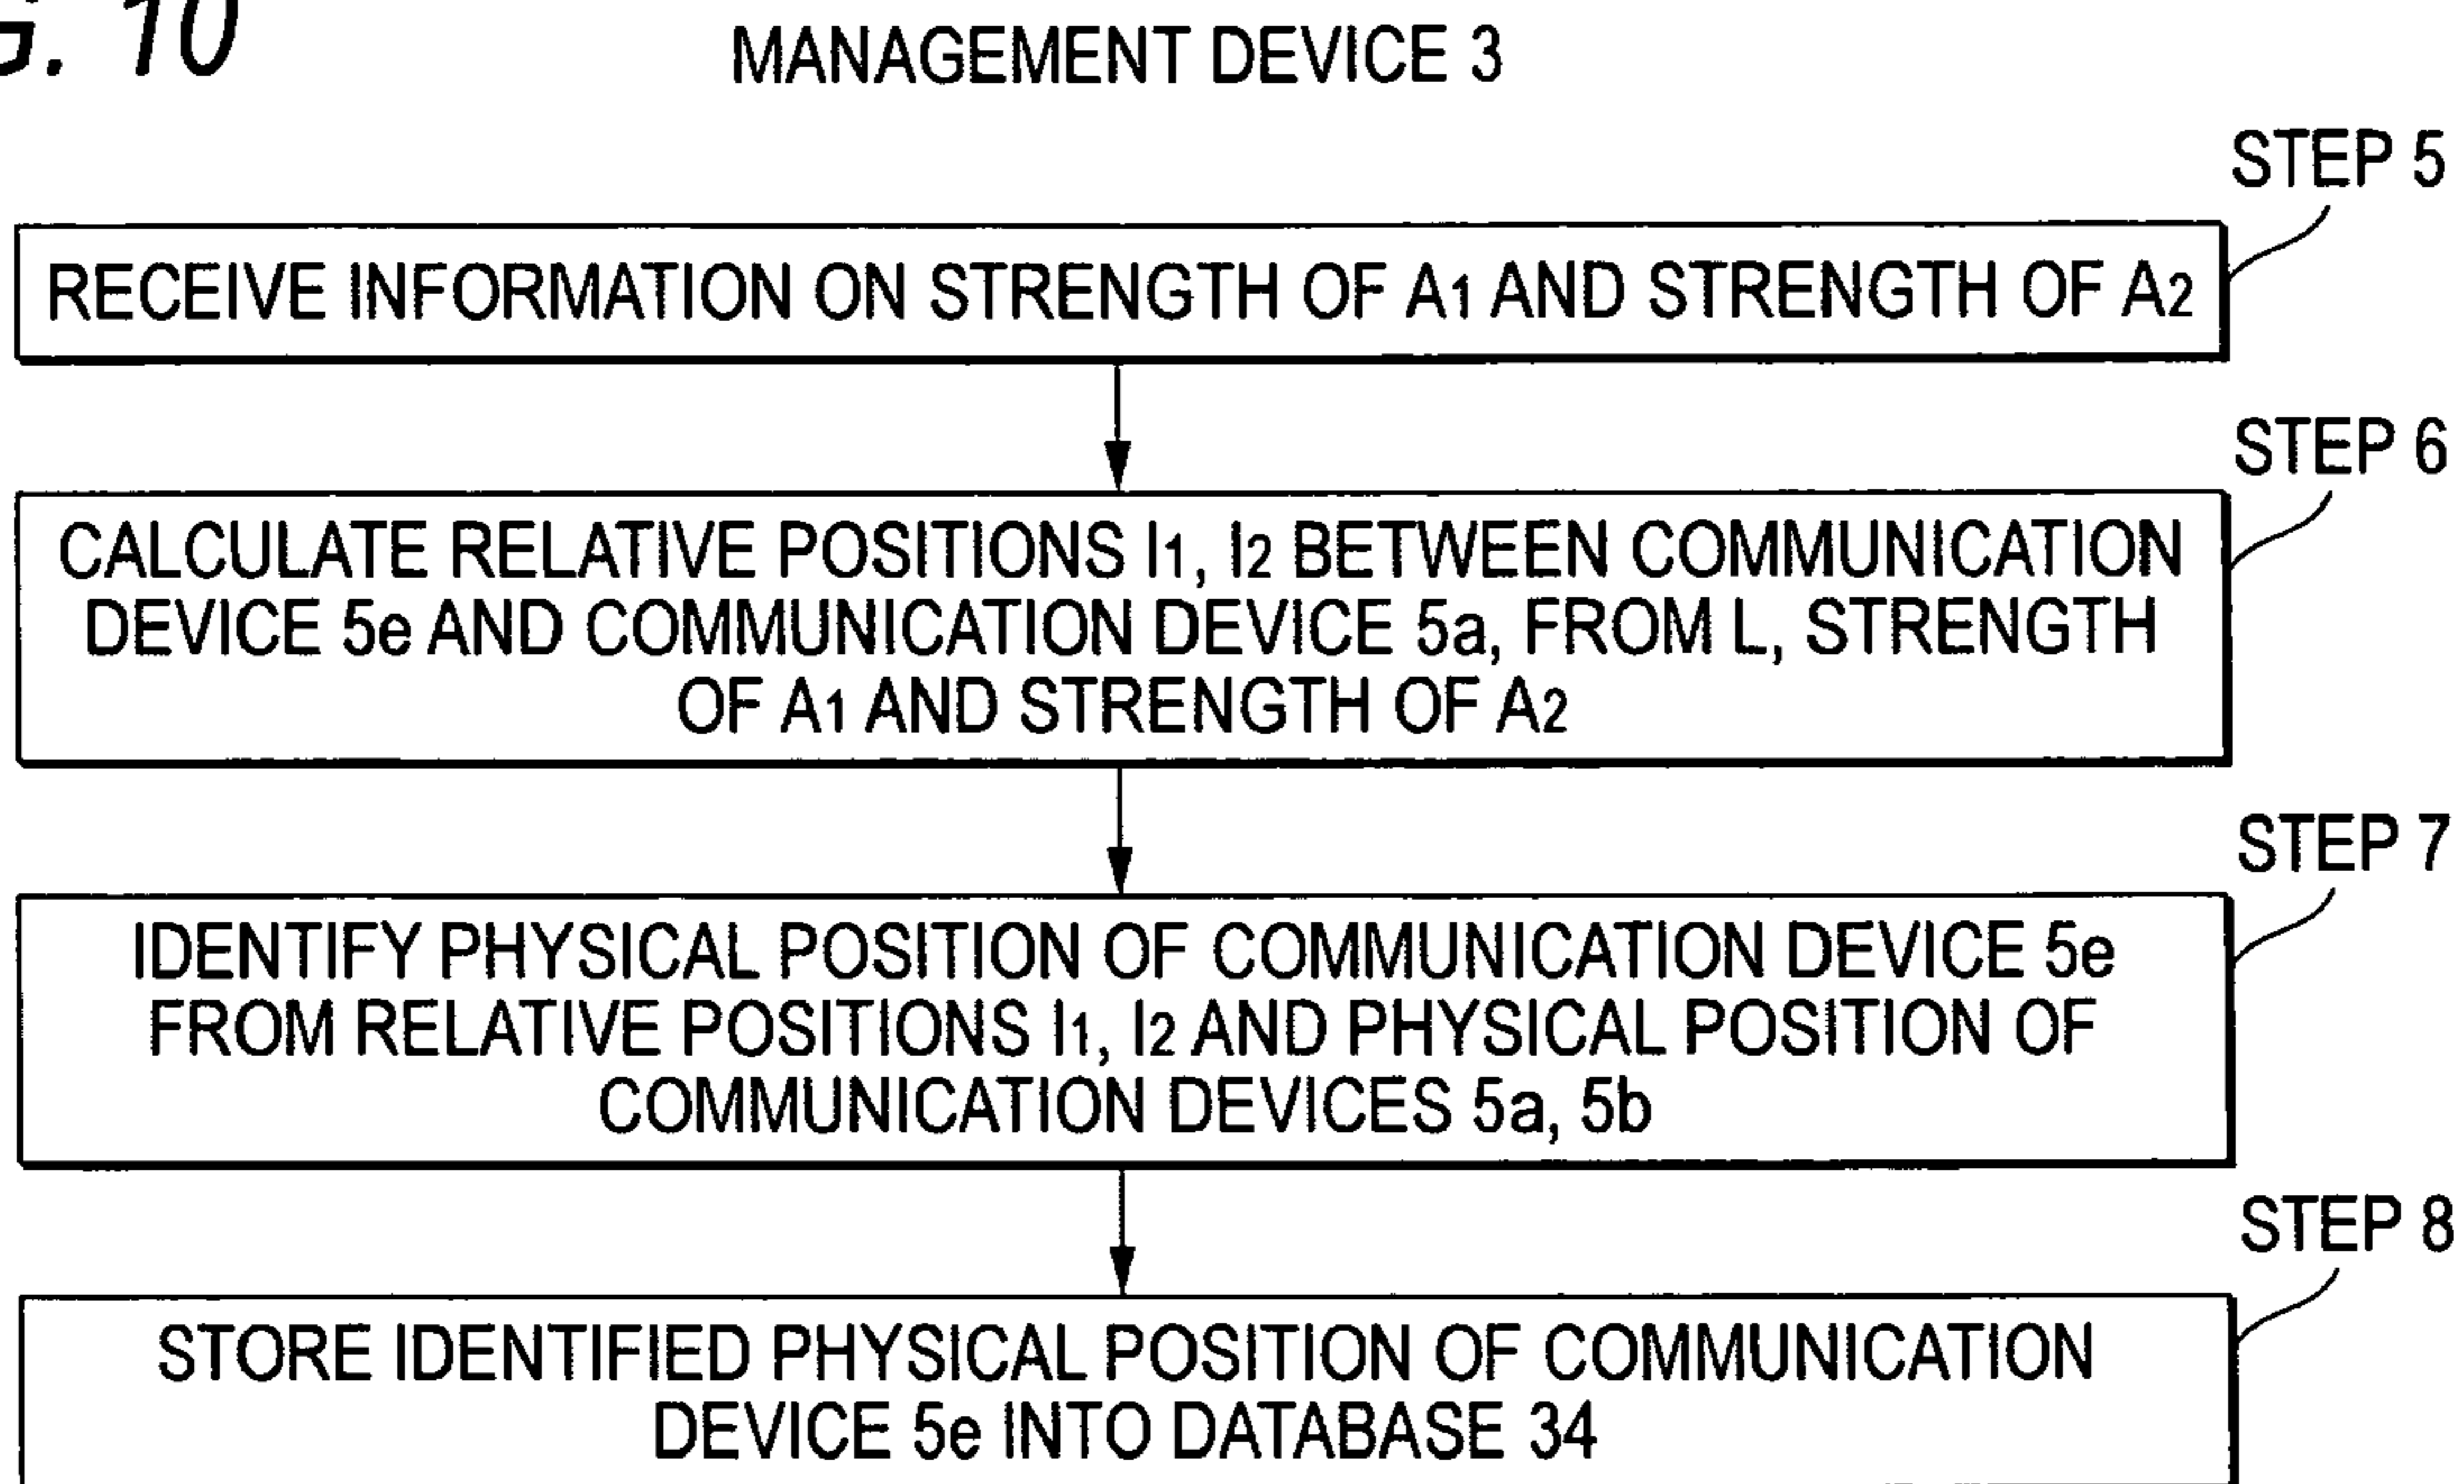 G. 10
MANAGEMENT DEVICE 3
STEP 5
RECEIVE INFORMATION ON STRENGTH OF A1 AND STRENGTH OF A2
STEP 6
CALCULATE RELATIVE POSITIONS l1, l2 BETWEEN COMMUNICATION
DEVICE 5e AND COMMUNICATION DEVICE 5a, FROM L, STRENGTH
OF A1 AND STRENGTH OF A2
STEP 7
IDENTIFY PHYSICAL POSITION OF COMMUNICATION DEVICE 5e
FROM RELATIVE POSITIONS l1, l2 AND PHYSICAL POSITION OF
COMMUNICATION DEVICES 5a, 5b
STEP 8
STORE IDENTIFIED PHYSICAL POSITION OF COMMUNICATION
DEVICE 5e INTO DATABASE 34